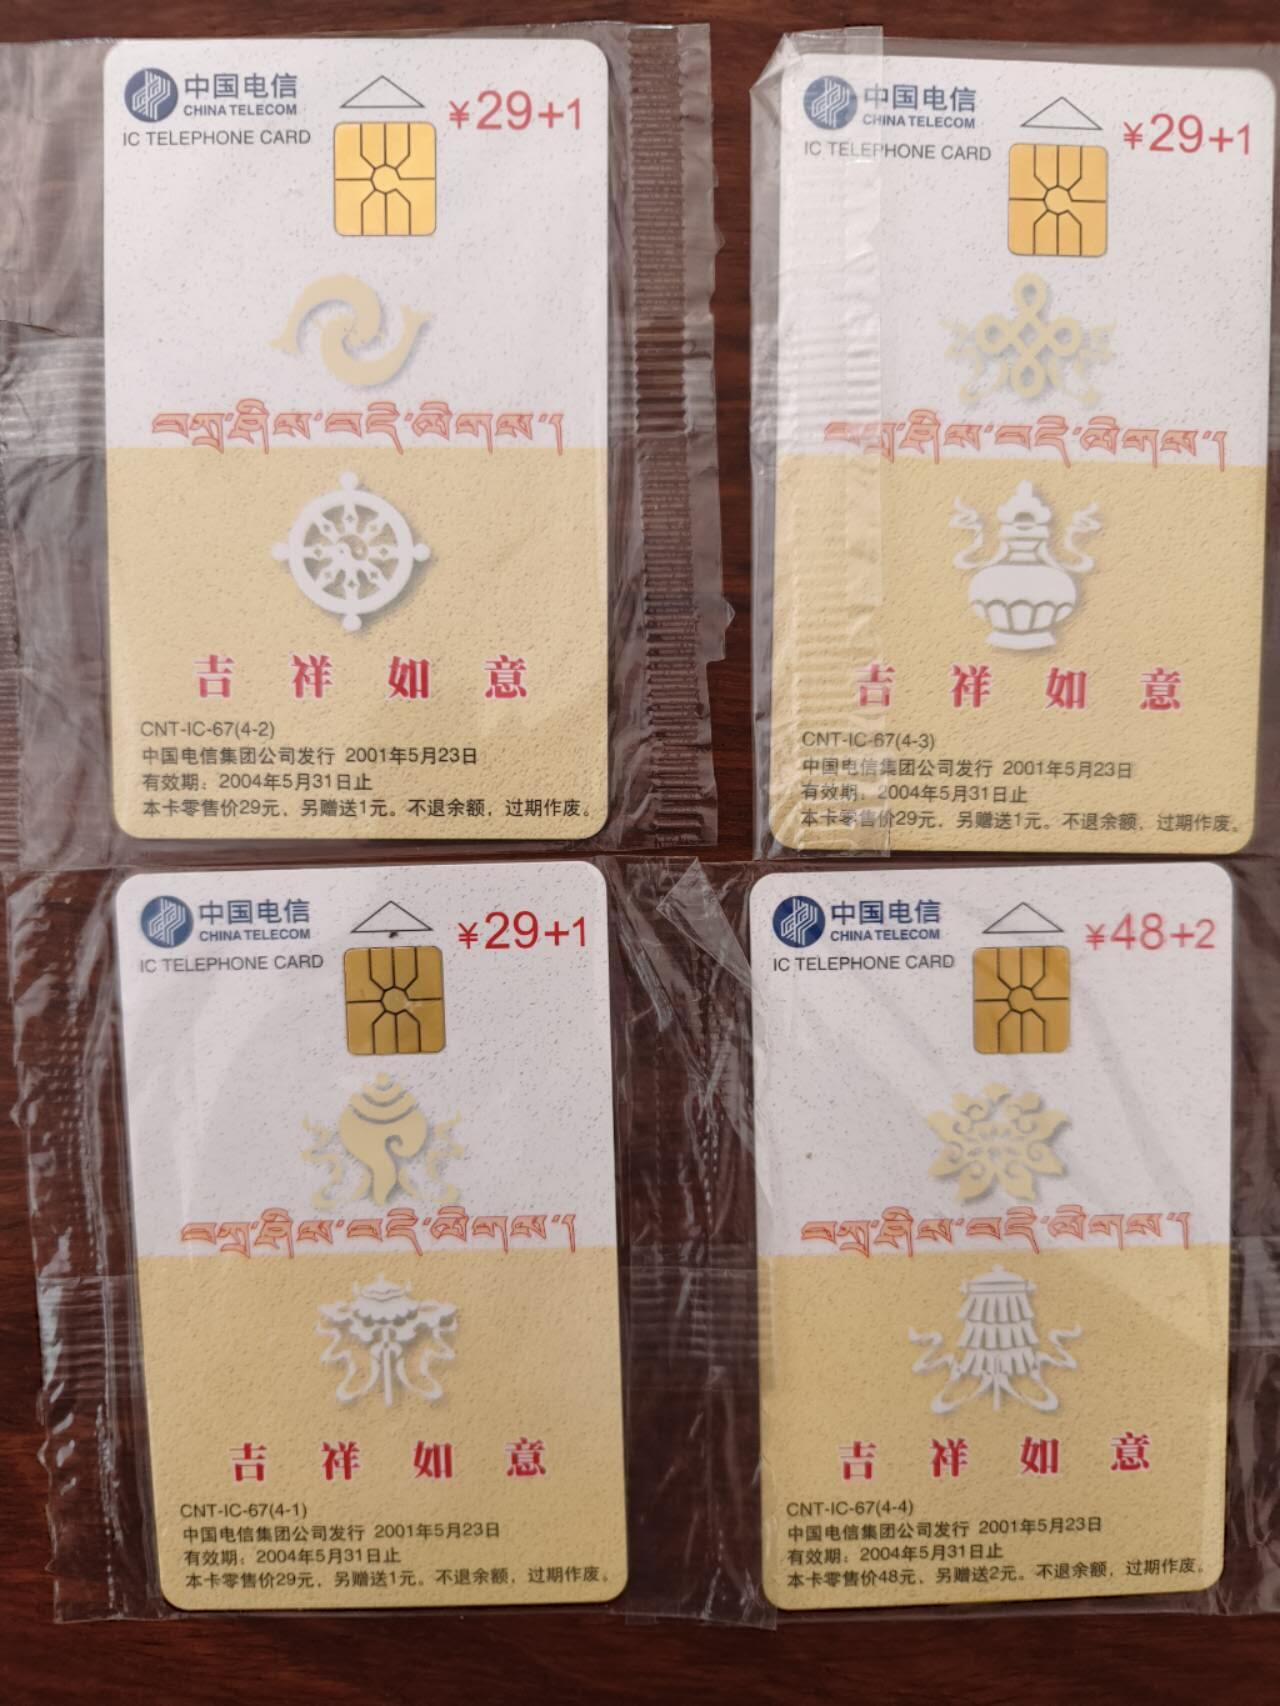 中国电信
CHINA TELECOM
IC TELEPHONE CARD
¥29+1
བཀྲ་ཤིས་བདེ་ལེགས་།
吉祥如意
CNT-IC-67(4-2)
中国电信集团公司发行 2001年5月23日
有效期：2004年5月31日止
本卡零售价29元，另赠送1元。不退余额，过期作废。
中国电信
CHINA TELECOM
IC TELEPHONE CARD
¥29+1
བཀྲ་ཤིས་བདེ་ལེགས་།
吉祥如意
CNT-IC-67(4-3)
中国电信集团公司发行 2001年5月23日
有效期：2004年5月31日止
本卡零售价29元，另赠送1元。不退余额，过期作废。
中国电信
CHINA TELECOM
IC TELEPHONE CARD
¥29+1
བཀྲ་ཤིས་བདེ་ལེགས་།
吉祥如意
CNT-IC-67(4-1)
中国电信集团公司发行 2001年5月23日
有效期：2004年5月31日止
本卡零售价29元，另赠送1元。不退余额，过期作废。
中国电信
CHINA TELECOM
IC TELEPHONE CARD
¥48+2
བཀྲ་ཤིས་བདེ་ལེགས་།
吉祥如意
CNT-IC-67(4-4)
中国电信集团公司发行 2001年5月23日
有效期：2004年5月31日止
本卡零售价48元，另赠送2元。不退余额，过期作废。